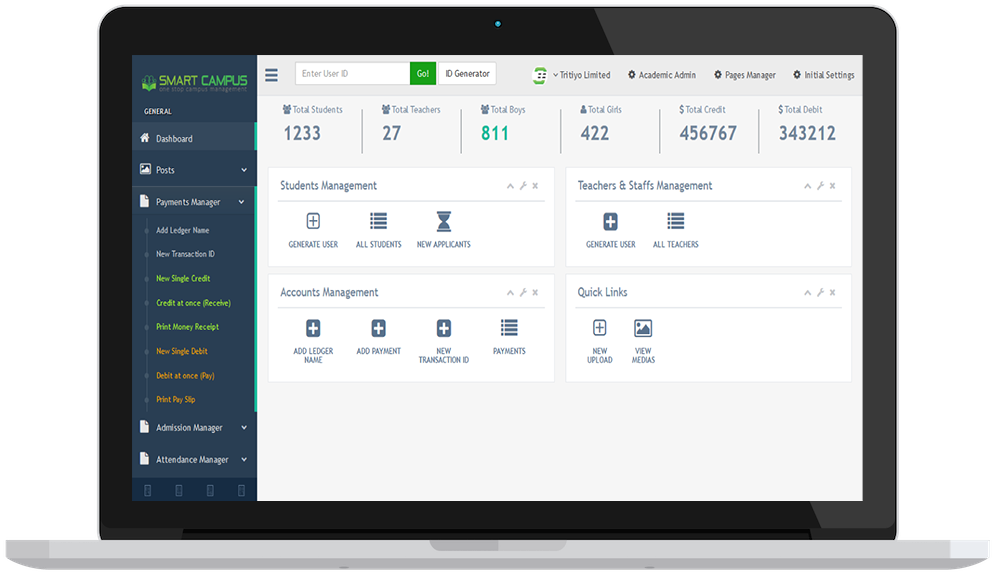 SMART CAMPUS
one stop campus management
Enter User ID
Go!
ID Generator
Tritiyo Limited
Academic Admin
Pages Manager
Initial Settings
GENERAL
Dashboard
Posts
Payments Manager
Add Ledger Name
New Transaction ID
New Single Credit
Credit at once (Receive)
Print Money Receipt
New Single Debit
Debit at once (Pay)
Print Pay Slip
Admission Manager
Attendance Manager
Total Students
1233
Total Teachers
27
Total Boys
811
Total Girls
422
$ Total Credit
456767
$ Total Debit
343212
Students Management
GENERATE USER
ALL STUDENTS
NEW APPLICANTS
Teachers & Staffs Management
GENERATE USER
ALL TEACHERS
Accounts Management
ADD LEDGER
NAME
ADD PAYMENT
NEW
TRANSACTION ID
PAYMENTS
Quick Links
NEW
UPLOAD
VIEW
MEDIAS